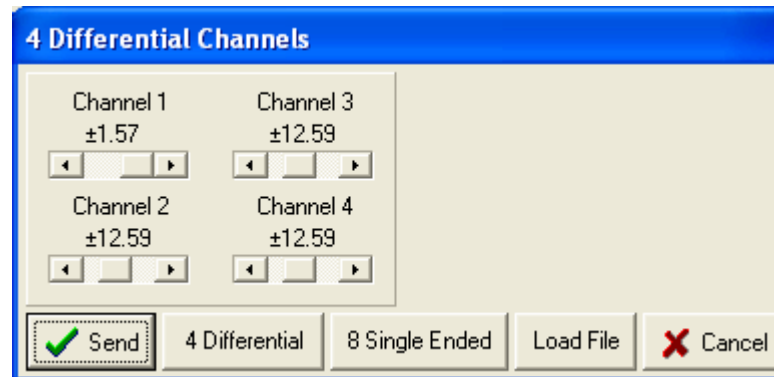 4 Differential Channels
Channel 1 Channel 3
±1.57 ±12.59
Channel 2 Channel 4
±12.59 ±12.59
Send 4 Differential 8 Single Ended Load File Cancel